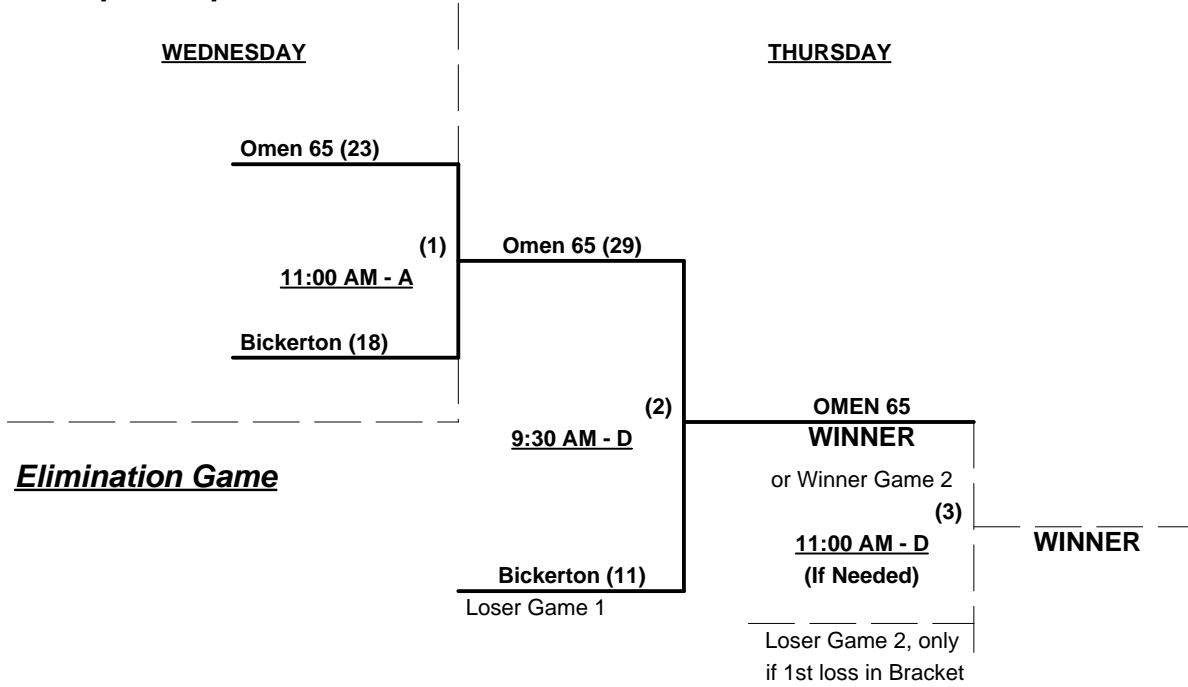 WEDNESDAY
THURSDAY
Omen 65 (23)
(1)
Omen 65 (29)
11:00 AM - A
Bickerton (18)
(2)
OMEN 65
9:30 AM - D
WINNER
Elimination Game
or Winner Game 2
(3)
11:00 AM - D
WINNER
(If Needed)
Bickerton (11)
Loser Game 1
Loser Game 2, only
if 1st loss in Bracket